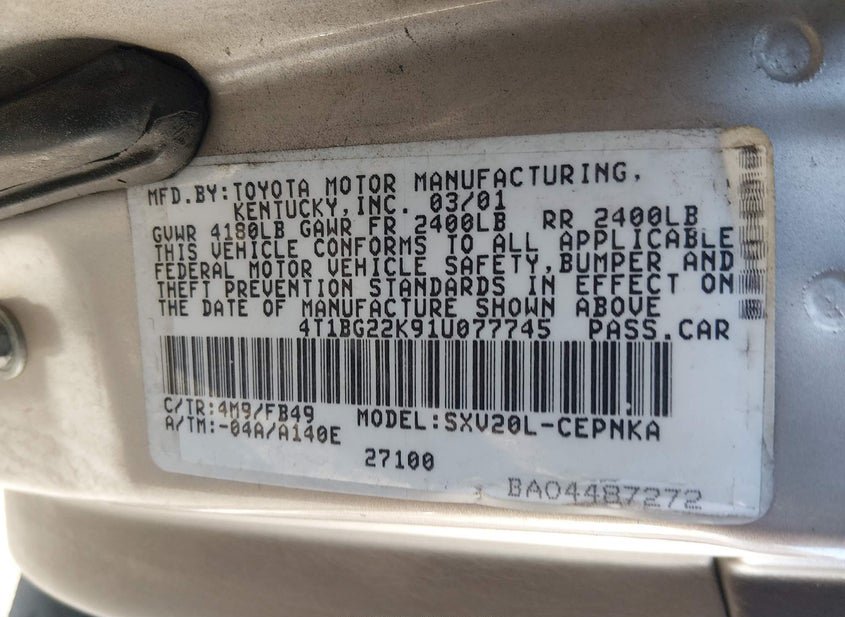 MFD.BY:TOYOTA MOTOR MANUFACTURING,
KENTUCKY,INC. 03/01
GVWR 4180LB GAWR FR 2400LB RR 2400LB
THIS VEHICLE CONFORMS TO ALL APPLICABLE
FEDERAL MOTOR VEHICLE SAFETY,BUMPER AND
THEFT PREVENTION STANDARDS IN EFFECT ON
THE DATE OF MANUFACTURE SHOWN ABOVE
4T1BG22K91U077745 PASS.CAR
C/TR:4M9/FB49 MODEL:SXV20L-CEPNKA
A/TM:-04A/A140E
27100
BA04487272